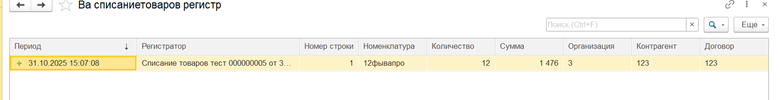 Ва списаниетоваров регистр
Поиск (Ctrl+F) × Еще
Период ↓ Регистратор Номер строки Номенклатура Количество Сумма Организация Контрагент Договор
31.10.2025 15:07:08 Списание товаров тест 000000005 от 3... 1 12фывапро 12 1 476 3 123 123